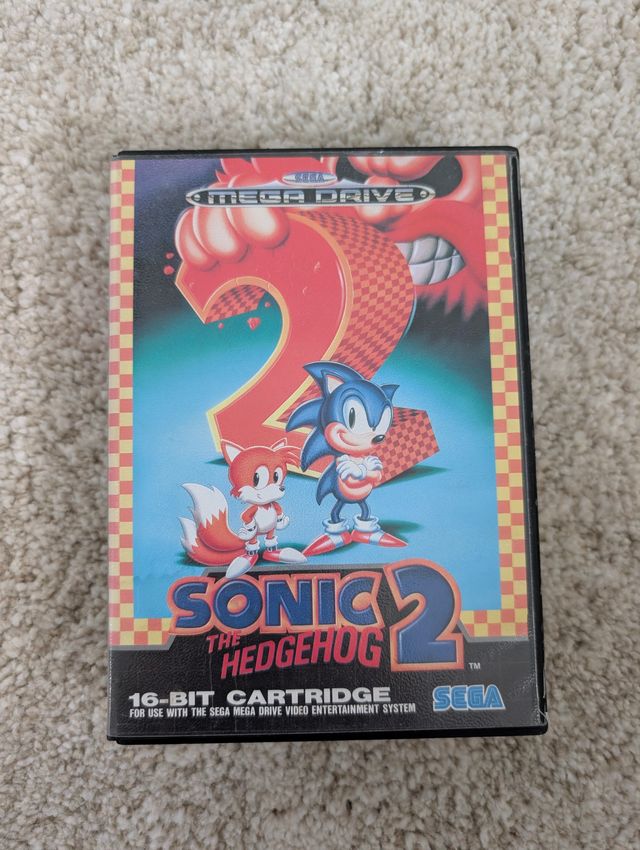 SEGA
MEGA DRIVE
2
SONIC
THE
HEDGEHOG 2
™
16-BIT CARTRIDGE
FOR USE WITH THE SEGA MEGA DRIVE VIDEO ENTERTAINMENT SYSTEM
SEGA